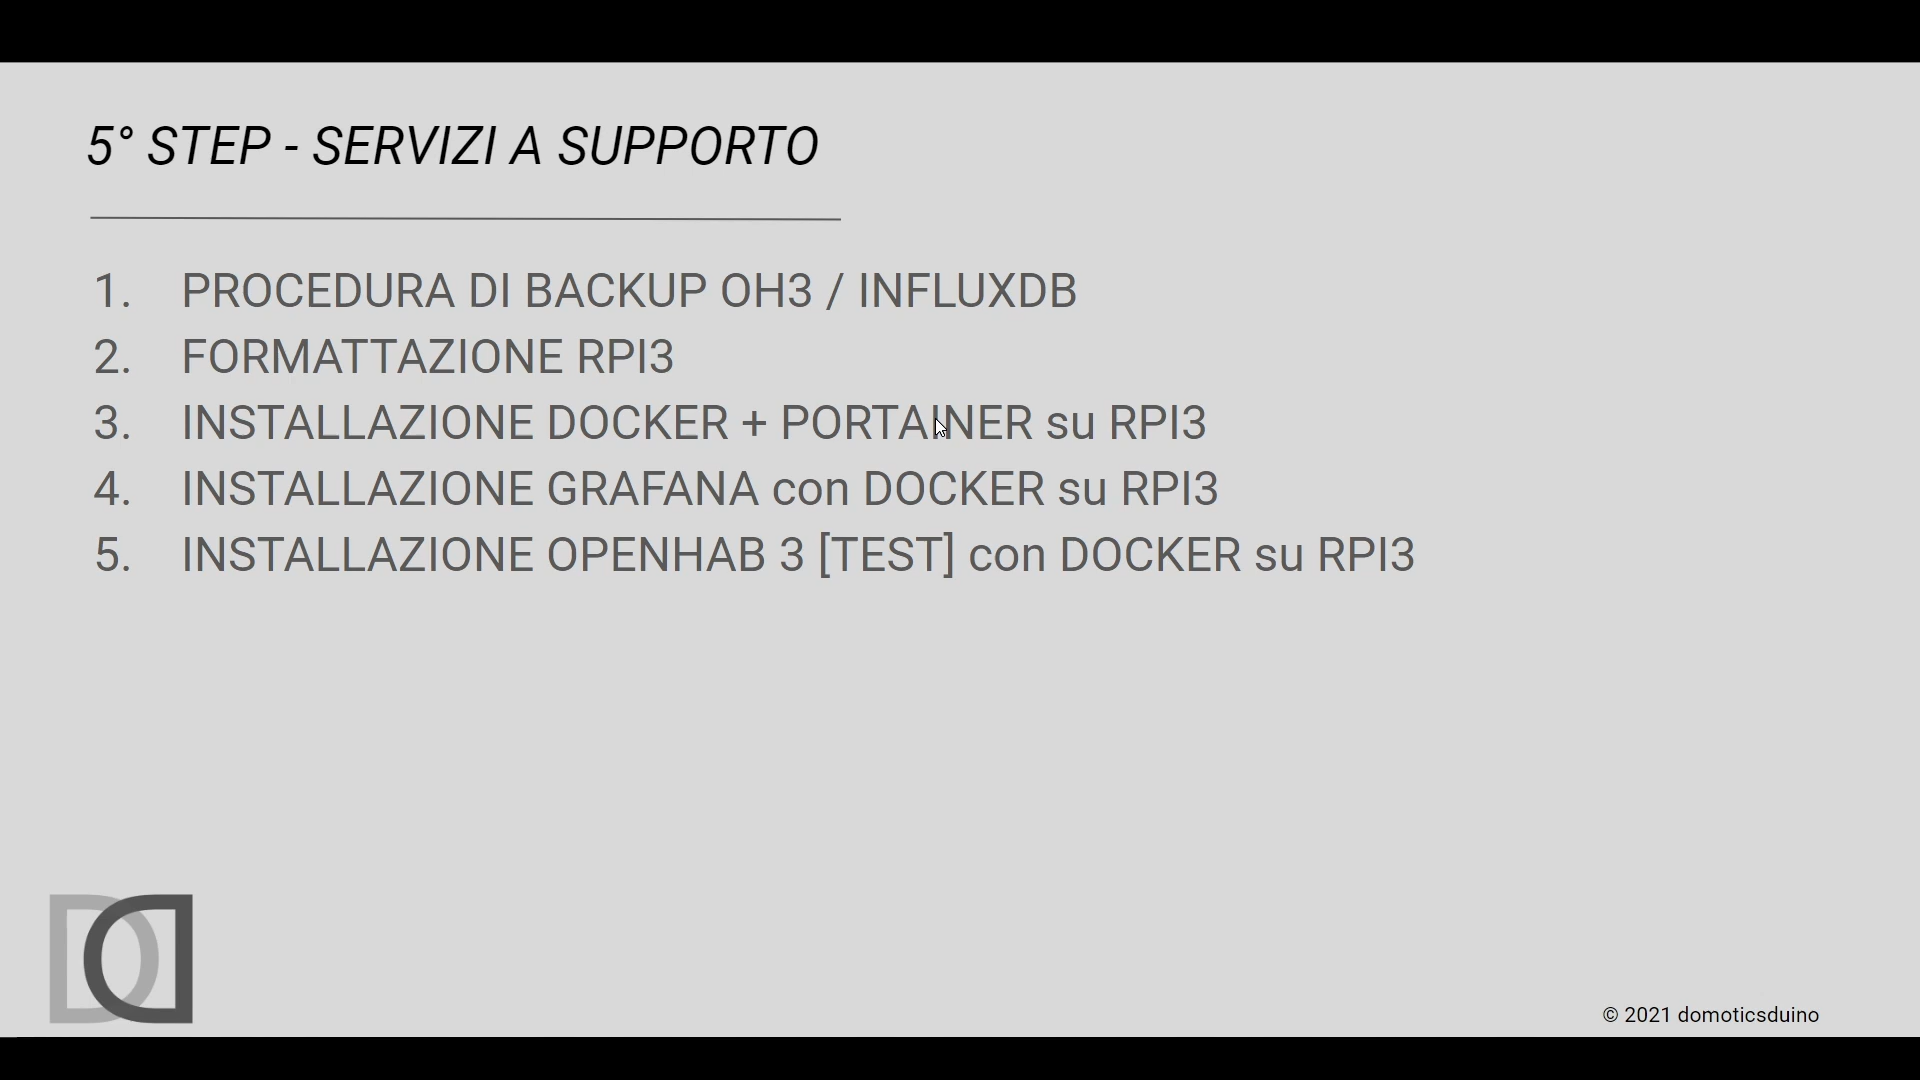 5° STEP - SERVIZI A SUPPORTO
1. PROCEDURA DI BACKUP OH3 / INFLUXDB
2. FORMATTAZIONE RPI3
3. INSTALLAZIONE DOCKER + PORTAINER su RPI3
4. INSTALLAZIONE GRAFANA con DOCKER su RPI3
5. INSTALLAZIONE OPENHAB 3 [TEST] con DOCKER su RPI3
© 2021 domoticsduino